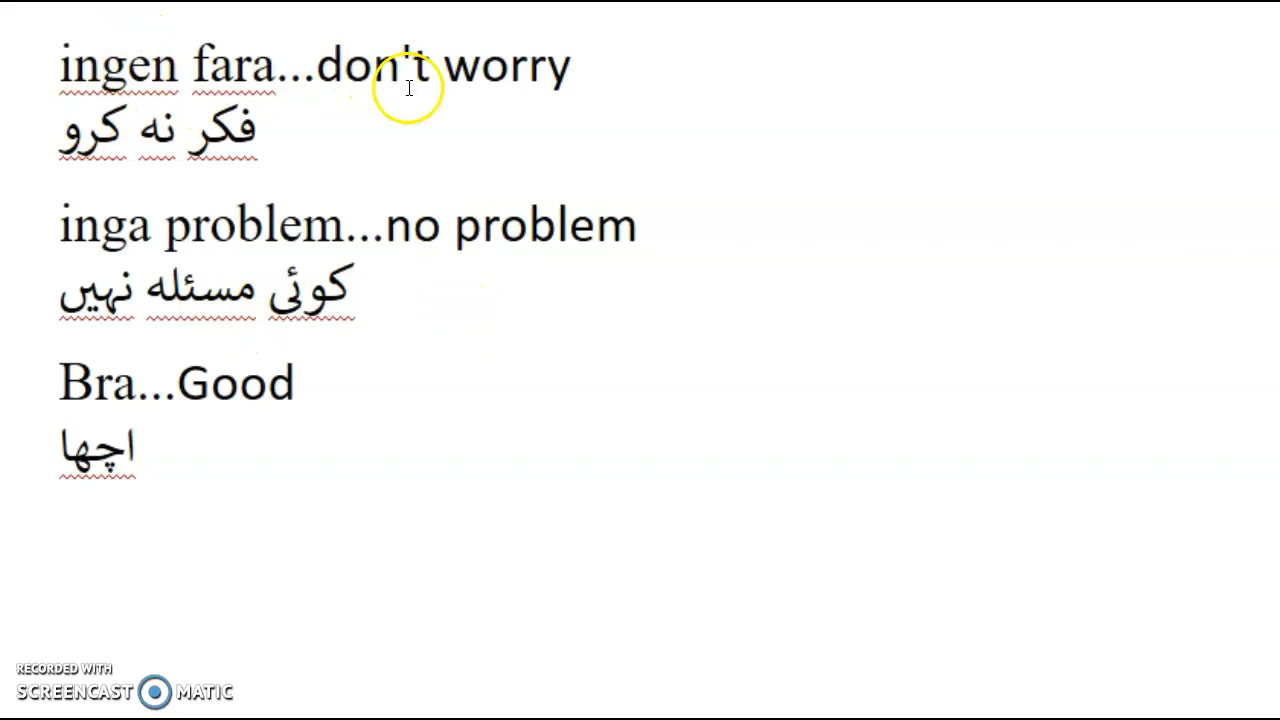 ingen fara...don't worry
فکر نہ کرو
inga problem...no problem
کوئی مسئلہ نہیں
Bra...Good
اچھا
RECORDED WITH
SCREENCAST MATIC